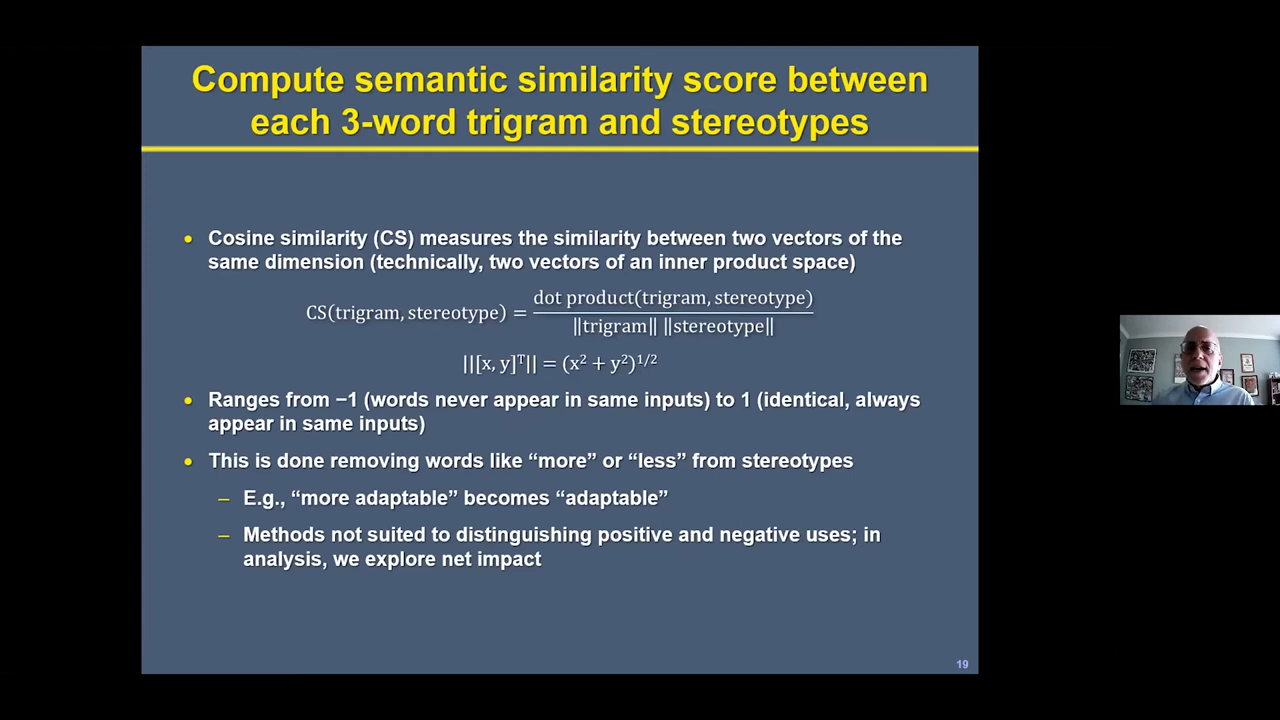 Compute semantic similarity score between
each 3-word trigram and stereotypes
• Cosine similarity (CS) measures the similarity between two vectors of the
same dimension (technically, two vectors of an inner product space)
CS(trigram, stereotype) = dot product(trigram, stereotype) / ‖trigram‖ ‖stereotype‖
||[x, y]ᵀ|| = (x² + y²)¹/²
• Ranges from −1 (words never appear in same inputs) to 1 (identical, always
appear in same inputs)
• This is done removing words like “more” or “less” from stereotypes
– E.g., “more adaptable” becomes “adaptable”
– Methods not suited to distinguishing positive and negative uses; in
analysis, we explore net impact
19